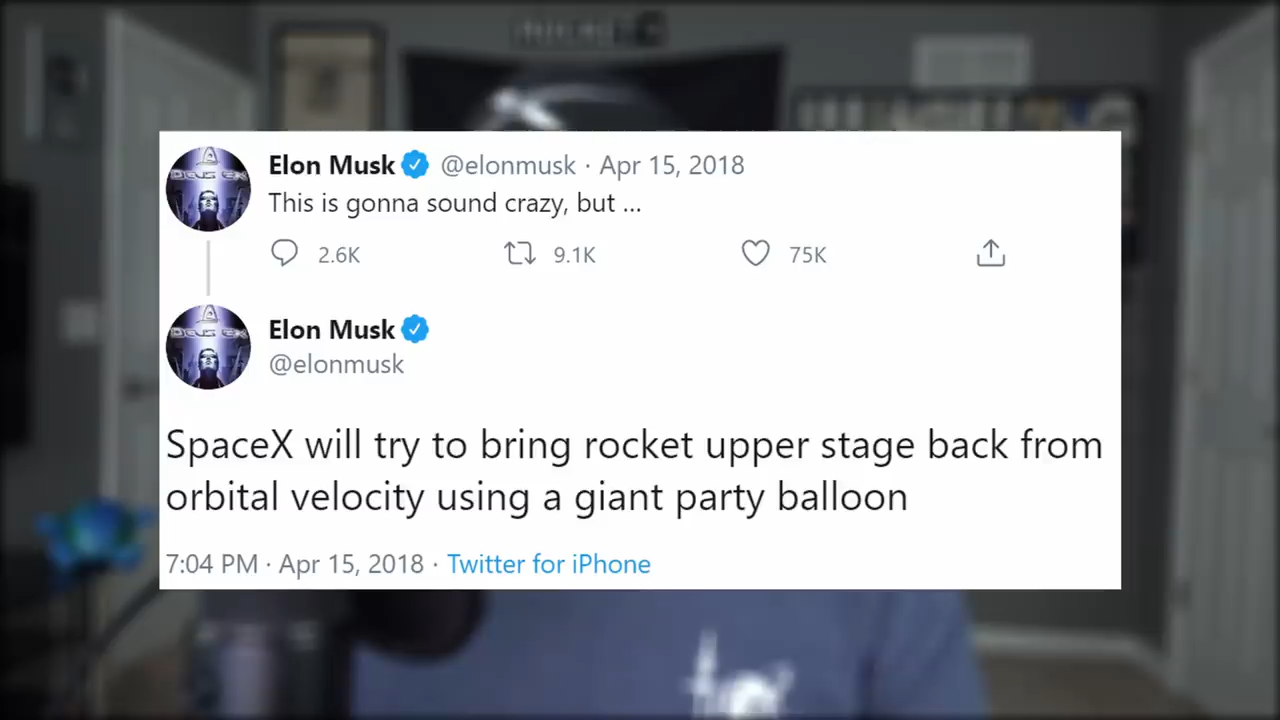 Elon Musk @elonmusk · Apr 15, 2018
This is gonna sound crazy, but ...
2.6K 9.1K 75K
Elon Musk
@elonmusk
SpaceX will try to bring rocket upper stage back from
orbital velocity using a giant party balloon
7:04 PM · Apr 15, 2018 · Twitter for iPhone